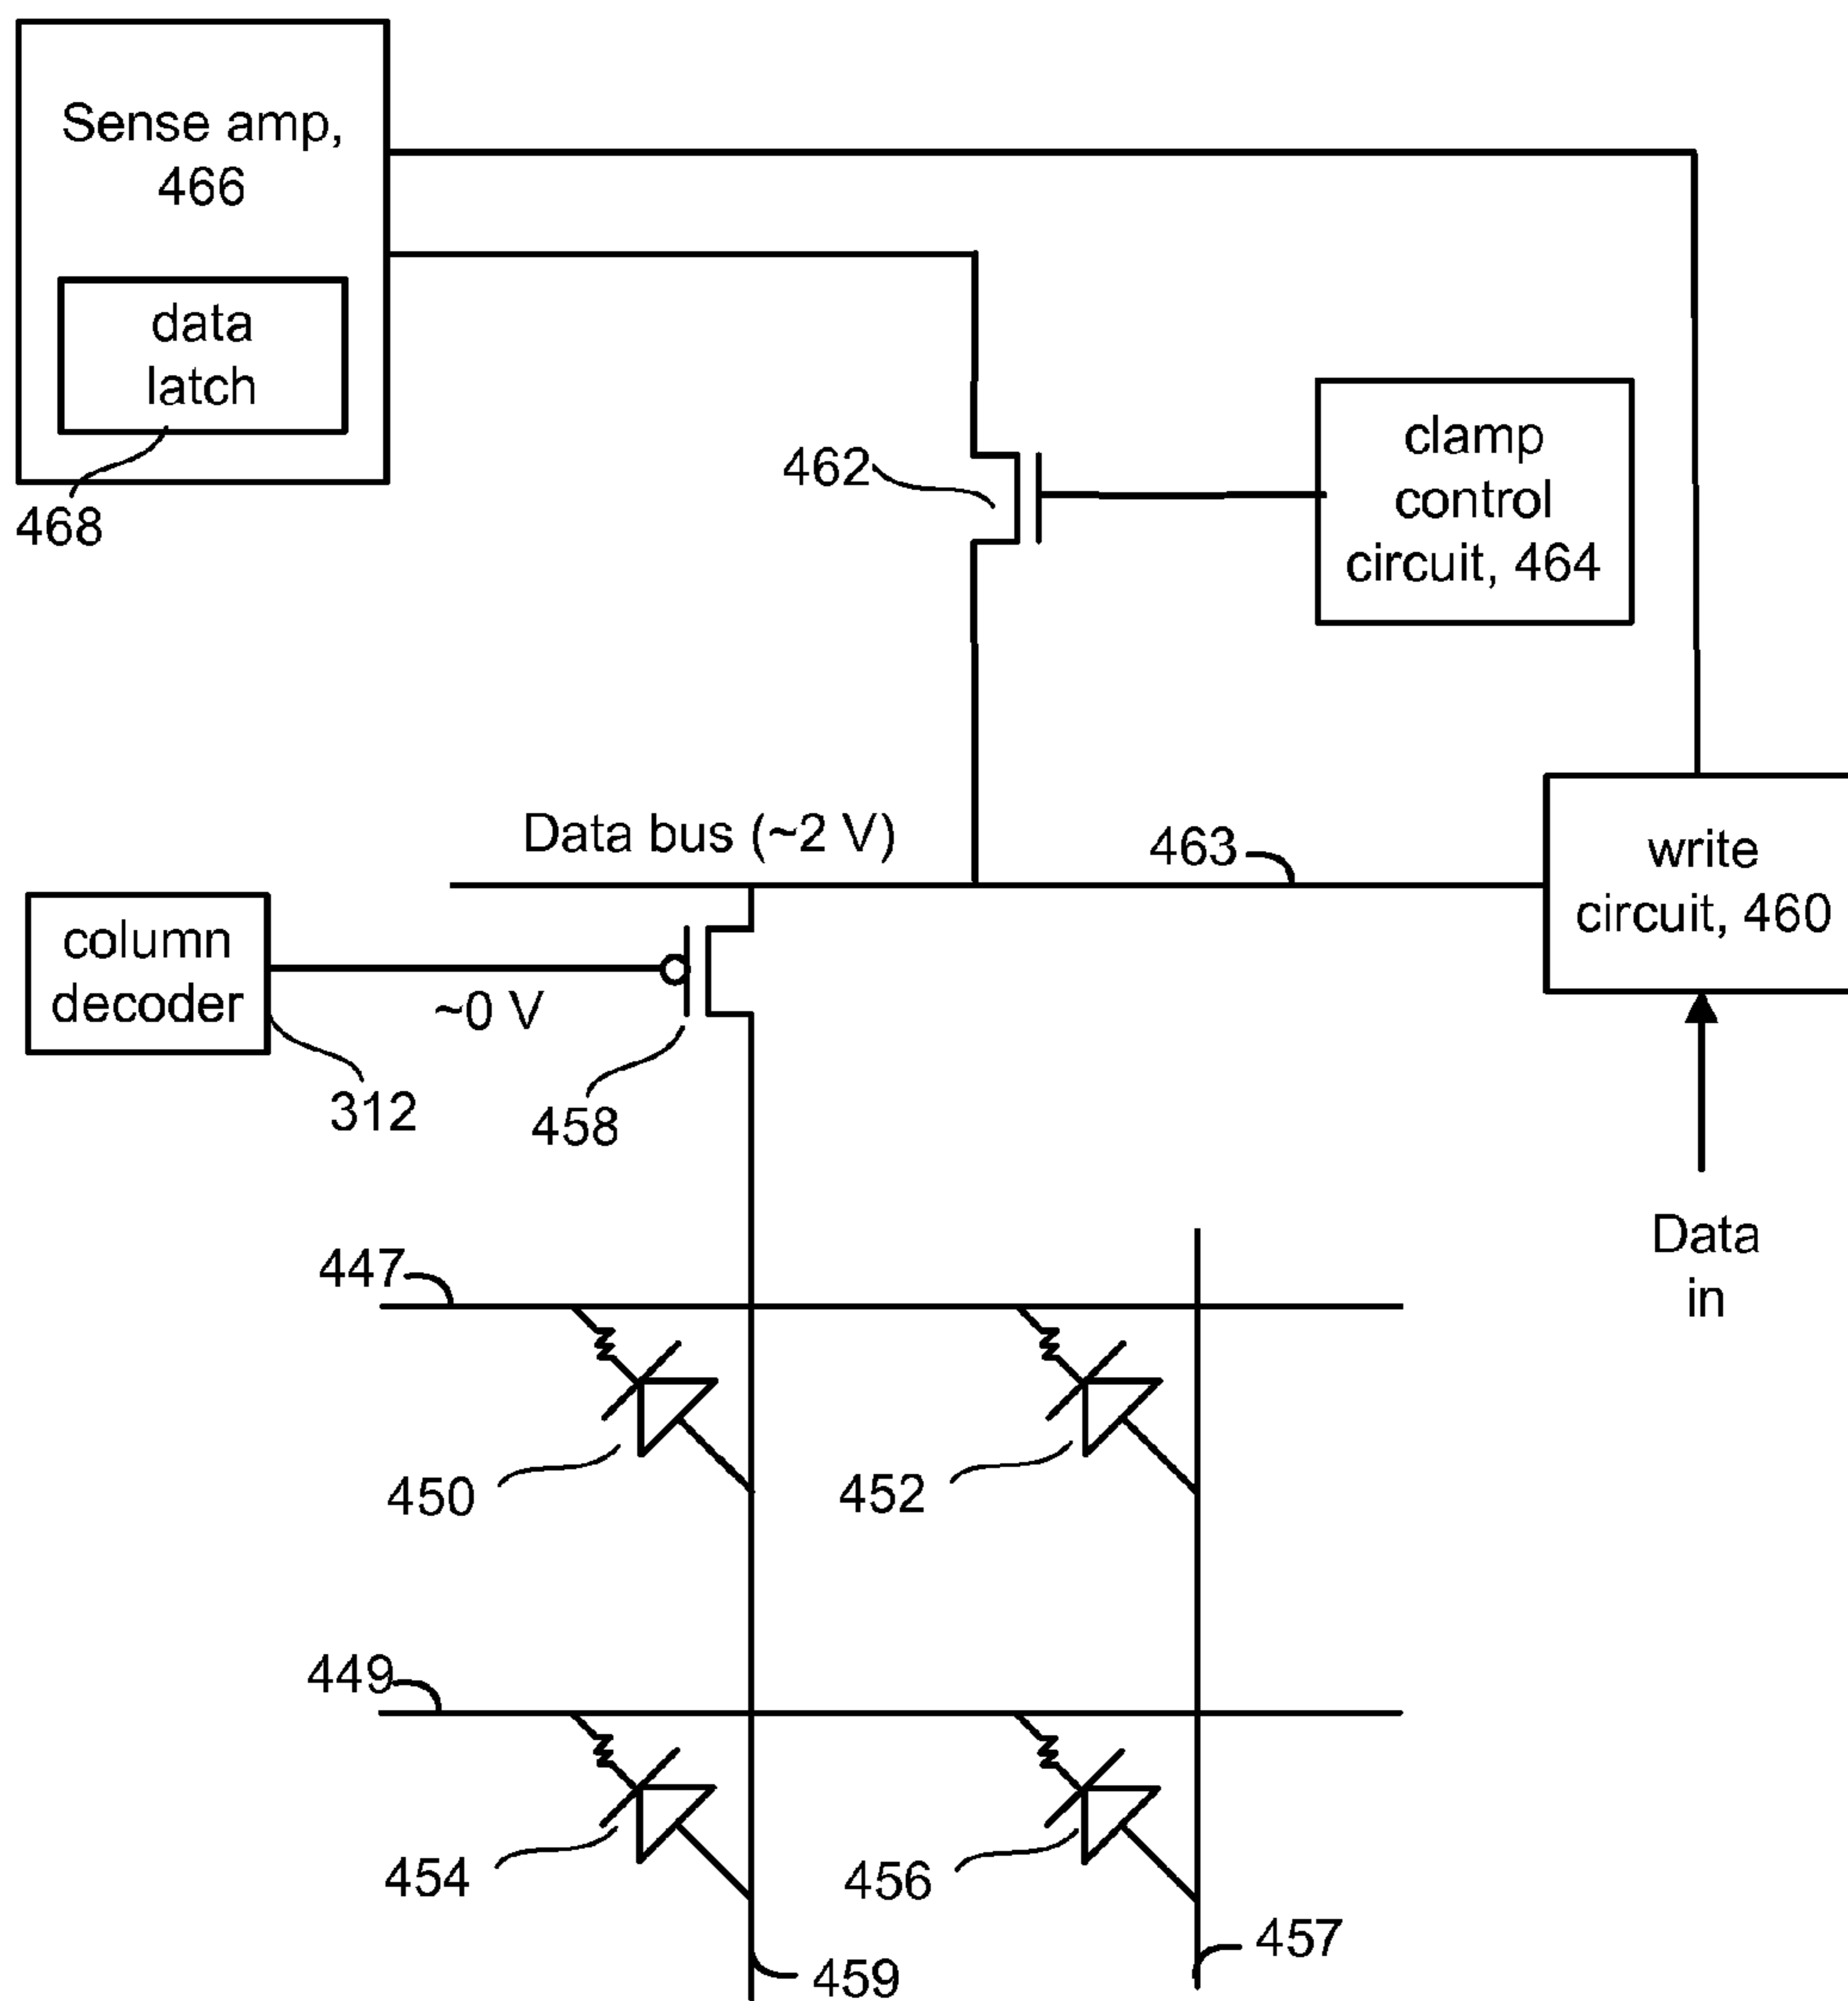 Sense amp,
466
data
latch
468
462
clamp
control
circuit, 464
Data bus (~2 V)
463
write
circuit, 460
column
decoder
~0 V
312
458
Data
in
447
450
452
449
454
456
459
457